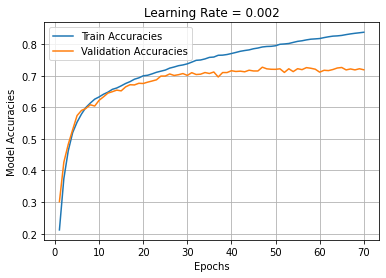 Learning Rate = 0.002
Train Accuracies
Validation Accuracies
Model Accuracies
0.8
0.7
0.6
0.5
0.4
0.3
0.2
0 10 20 30 40 50 60 70
Epochs